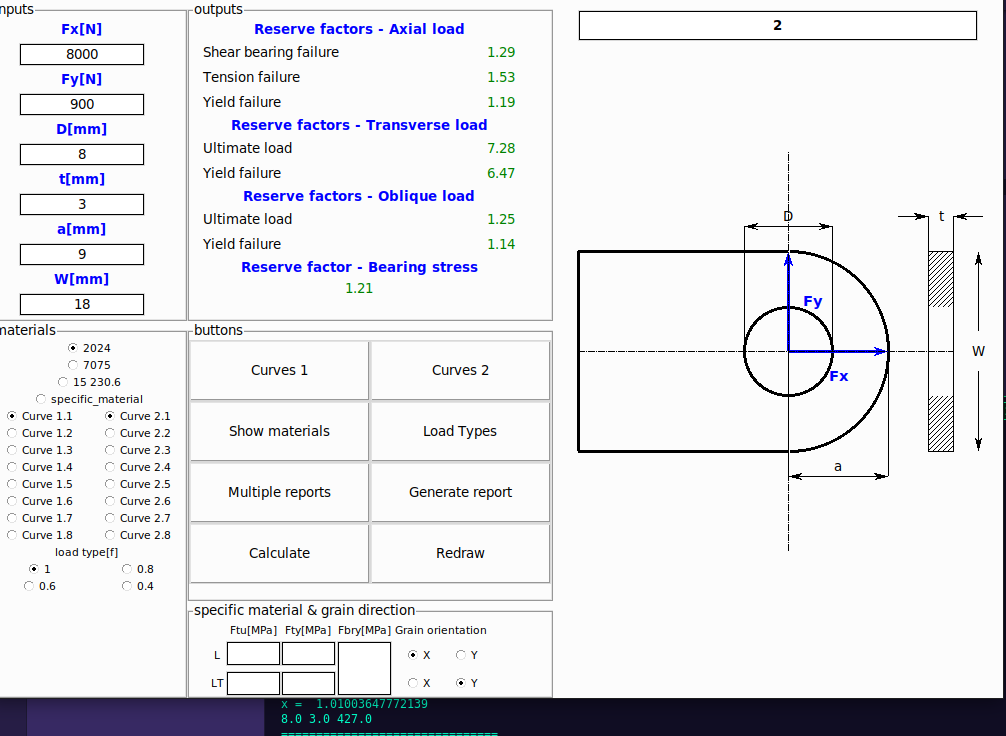 nputs
Fx[N]
8000
Fy[N]
900
D[mm]
8
t[mm]
3
a[mm]
9
W[mm]
18
outputs
Reserve factors - Axial load
Shear bearing failure 1.29
Tension failure 1.53
Yield failure 1.19
Reserve factors - Transverse load
Ultimate load 7.28
Yield failure 6.47
Reserve factors - Oblique load
Ultimate load 1.25
Yield failure 1.14
Reserve factor - Bearing stress
1.21
2
D
t
Fy
W
Fx
a
materials
2024
7075
15 230.6
specific_material
Curve 1.1 Curve 2.1
Curve 1.2 Curve 2.2
Curve 1.3 Curve 2.3
Curve 1.4 Curve 2.4
Curve 1.5 Curve 2.5
Curve 1.6 Curve 2.6
Curve 1.7 Curve 2.7
Curve 1.8 Curve 2.8
load type[f]
1 0.8
0.6 0.4
buttons
Curves 1 Curves 2
Show materials Load Types
Multiple reports Generate report
Calculate Redraw
specific material & grain direction
Ftu[MPa] Fty[MPa] Fbry[MPa] Grain orientation
L X Y
LT X Y
x = 1.01003647772139
8.0 3.0 427.0
==============================